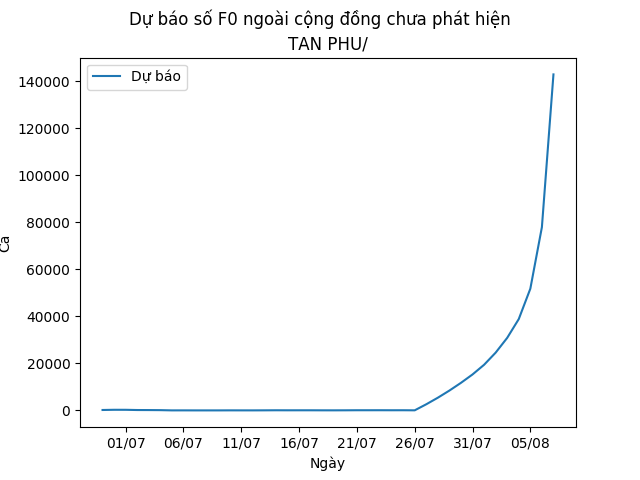 Dự báo số F0 ngoài cộng đồng chưa phát hiện
TAN PHU/
Dự báo
140000
120000
100000
80000
60000
40000
20000
0
Ca
01/07 06/07 11/07 16/07 21/07 26/07 31/07 05/08
Ngày